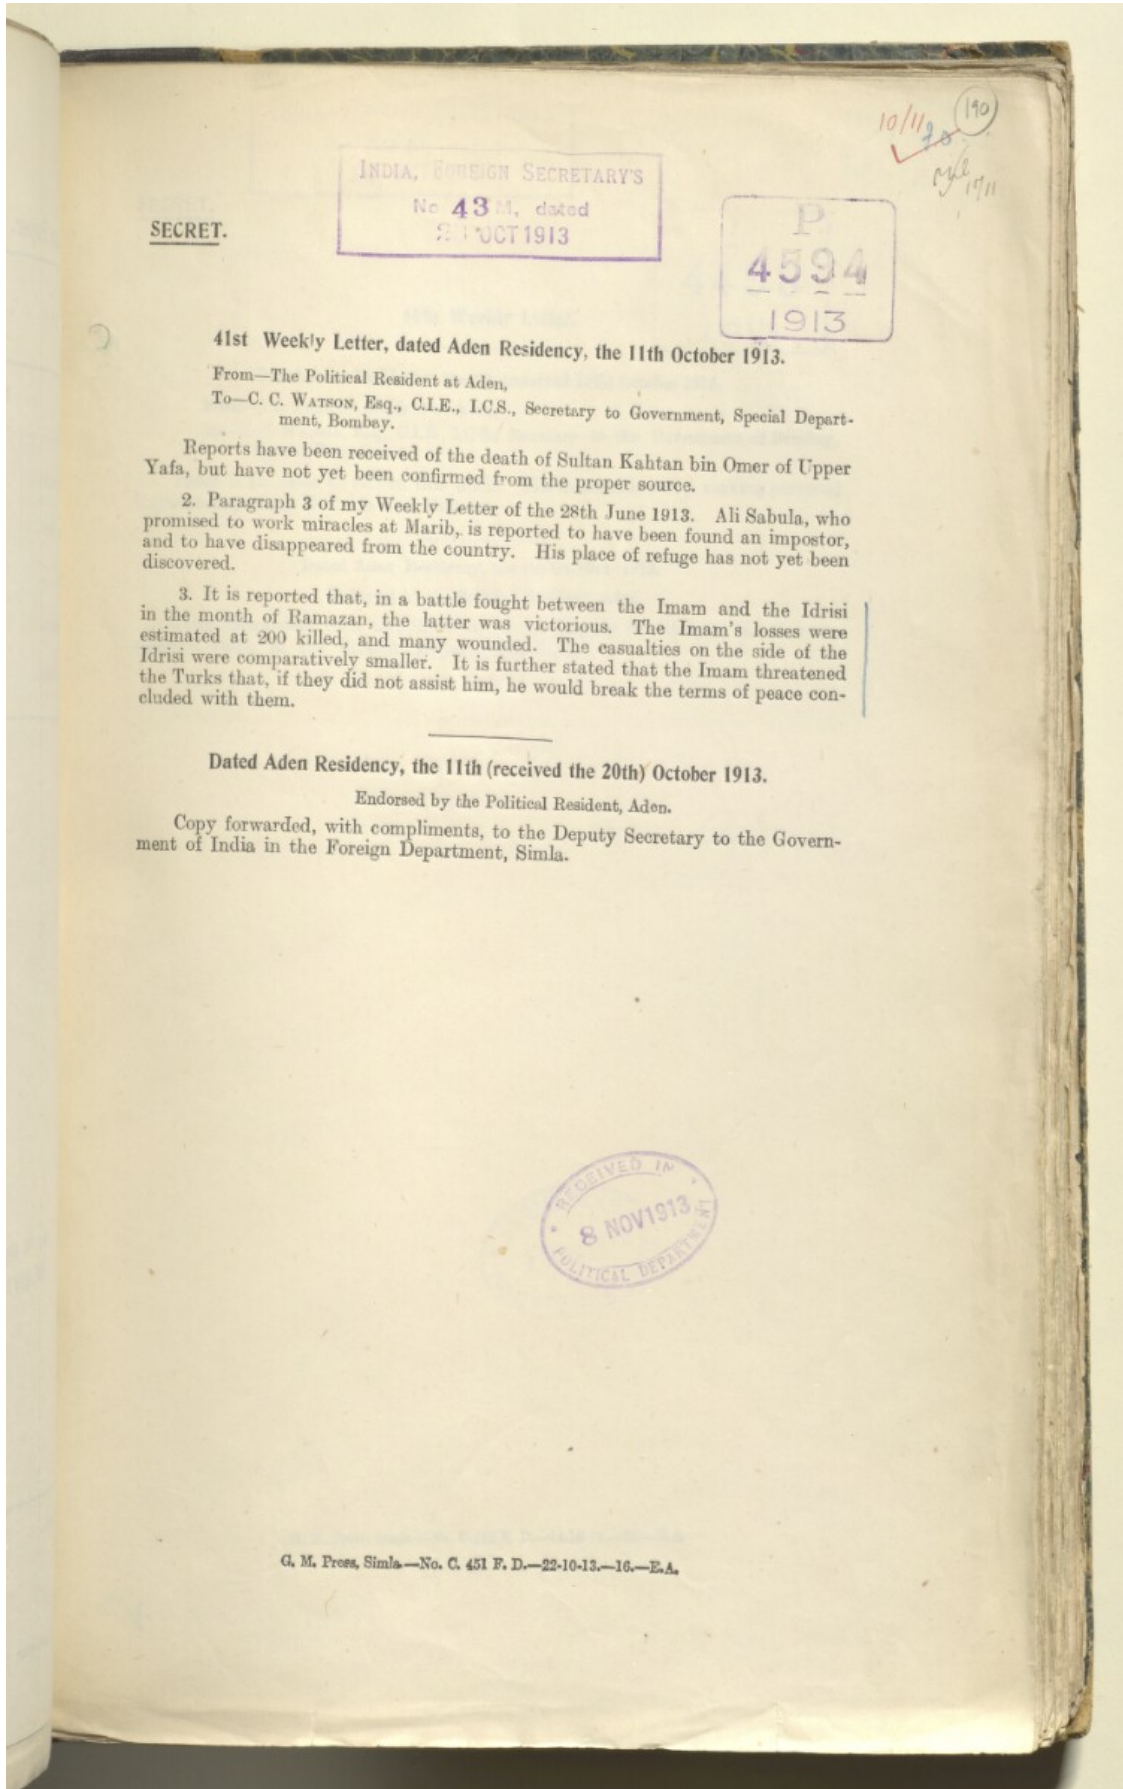 190
10/11
17/11
INDIA, FOREIGN SECRETARY'S
No 43 M, dated
OCT 1913
SECRET.
P
4594
1913
41st Weekly Letter, dated Aden Residency, the 11th October 1913.
From—The Political Resident at Aden,
To—C. C. WATSON, Esq., C.I.E., I.C.S., Secretary to Government, Special Depart-
ment, Bombay.
Reports have been received of the death of Sultan Kahtan bin Omer of Upper
Yafa, but have not yet been confirmed from the proper source.
2. Paragraph 3 of my Weekly Letter of the 28th June 1913. Ali Sabula, who
promised to work miracles at Marib, is reported to have been found an impostor,
and to have disappeared from the country. His place of refuge has not yet been
discovered.
3. It is reported that, in a battle fought between the Imam and the Idrisi
in the month of Ramazan, the latter was victorious. The Imam's losses were
estimated at 200 killed, and many wounded. The casualties on the side of the
Idrisi were comparatively smaller. It is further stated that the Imam threatened
the Turks that, if they did not assist him, he would break the terms of peace con-
cluded with them.
Dated Aden Residency, the 11th (received the 20th) October 1913.
Endorsed by the Political Resident, Aden.
Copy forwarded, with compliments, to the Deputy Secretary to the Govern-
ment of India in the Foreign Department, Simla.
RECEIVED IN
8 NOV 1913
POLITICAL DEPARTMENT
G. M. Press, Simla.—No. C. 451 F. D.—22-10-13.—16.—E.A.